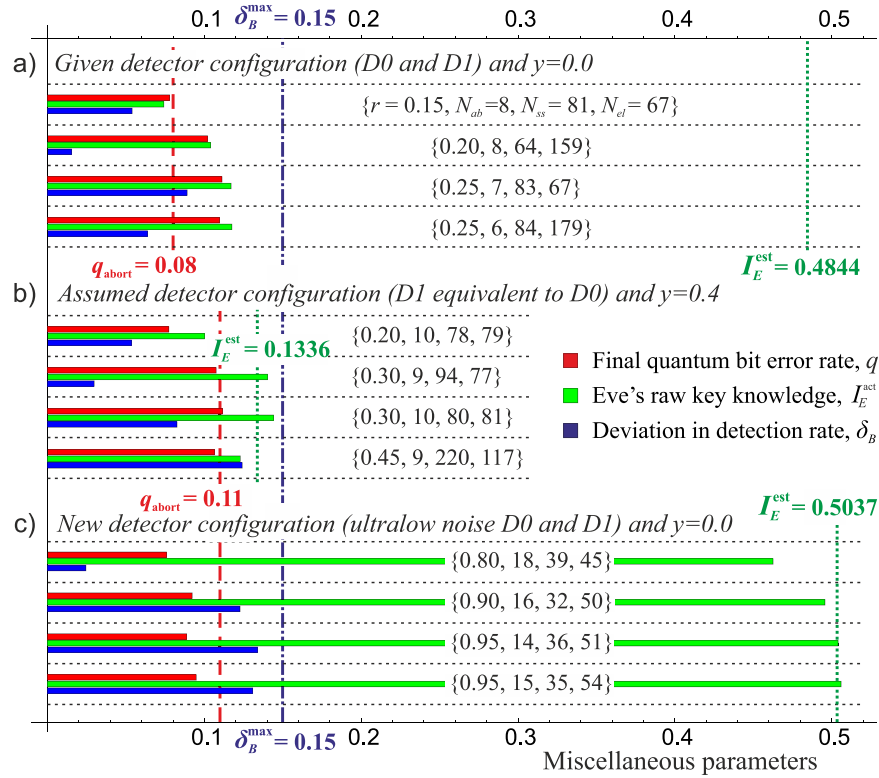 0.1 δ_B^max = 0.15 0.3 0.4 0.5
a) Given detector configuration (D0 and D1) and y=0.0
{r = 0.15, N_ab=8, N_ss = 81, N_el = 67}
{0.20, 8, 64, 159}
{0.25, 7, 83, 67}
{0.25, 6, 84, 179}
q_abort = 0.08
I_E^est = 0.4844
b) Assumed detector configuration (D1 equivalent to D0) and y=0.4
{0.20, 10, 78, 79}
I_E^est = 0.1336
{0.30, 9, 94, 77}
{0.30, 10, 80, 81}
{0.45, 9, 220, 117}
Final quantum bit error rate, q
Eve's raw key knowledge, I_E^act
Deviation in detection rate, δ_B
q_abort = 0.11
I_E^est = 0.5037
c) New detector configuration (ultralow noise D0 and D1) and y=0.0
{0.80, 18, 39, 45}
{0.90, 16, 32, 50}
{0.95, 14, 36, 51}
{0.95, 15, 35, 54}
0.1 δ_B^max = 0.15 0.2 0.3 0.4 0.5
Miscellaneous parameters